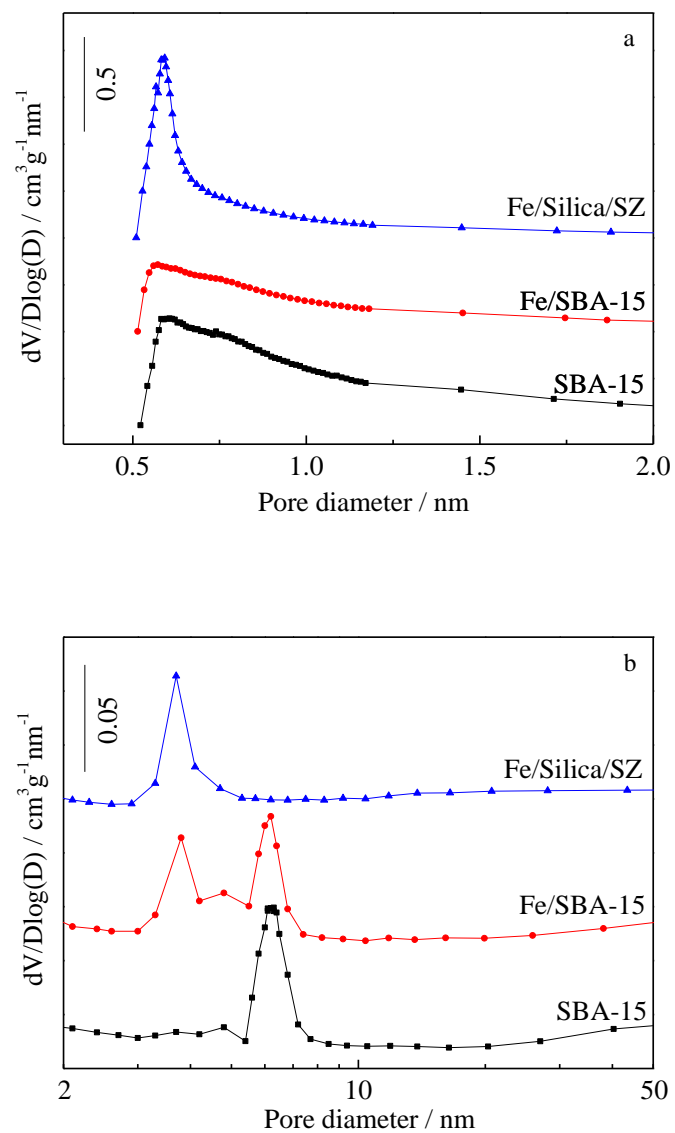 a
0.5
dV/Dlog(D) / cm³g⁻¹nm⁻¹
Fe/Silica/SZ
Fe/SBA-15
SBA-15
0.5 1.0 1.5 2.0
Pore diameter / nm
b
0.05
dV/Dlog(D) / cm³g⁻¹nm⁻¹
Fe/Silica/SZ
Fe/SBA-15
SBA-15
2 10 50
Pore diameter / nm